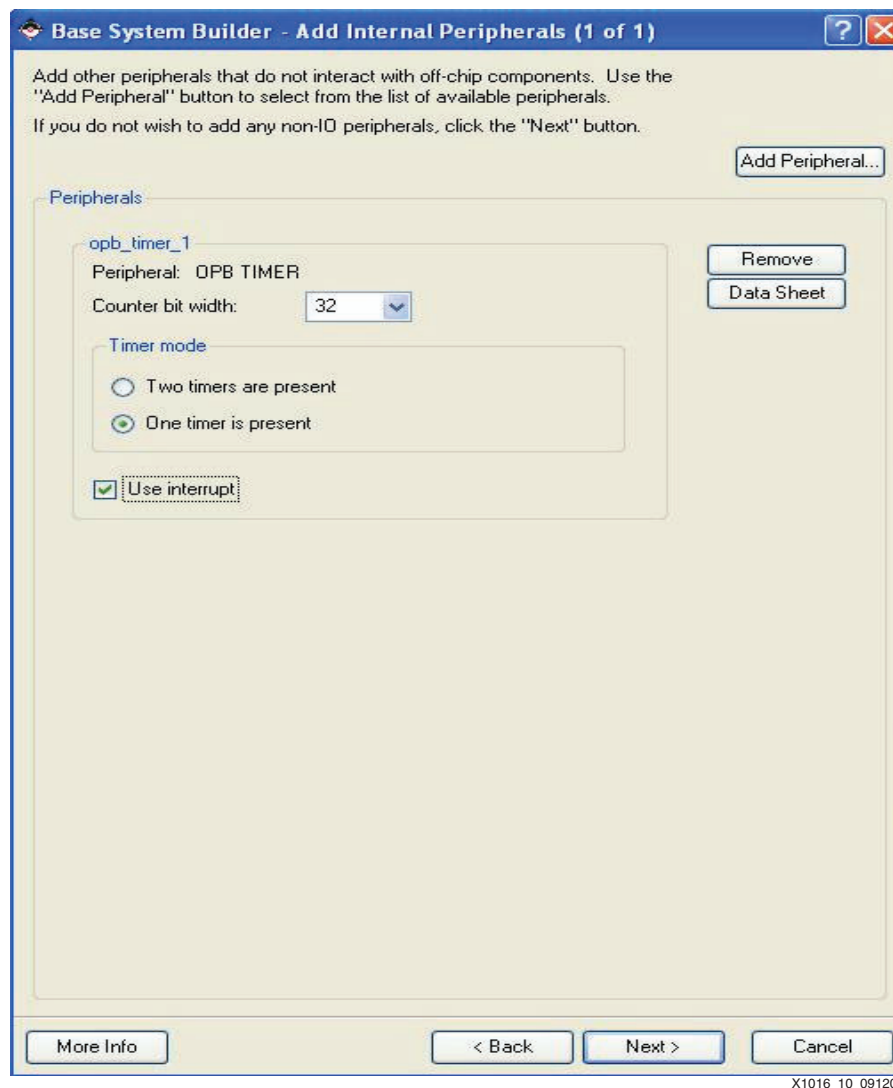 Base System Builder - Add Internal Peripherals (1 of 1)
Add other peripherals that do not interact with off-chip components. Use the
"Add Peripheral" button to select from the list of available peripherals.
If you do not wish to add any non-IO peripherals, click the "Next" button.
Add Peripheral...
Peripherals
opb_timer_1
Peripheral: OPB TIMER
Counter bit width: 32
Remove
Data Sheet
Timer mode
Two timers are present
One timer is present
Use interrupt
More Info
< Back
Next >
Cancel
X1016_10_09120